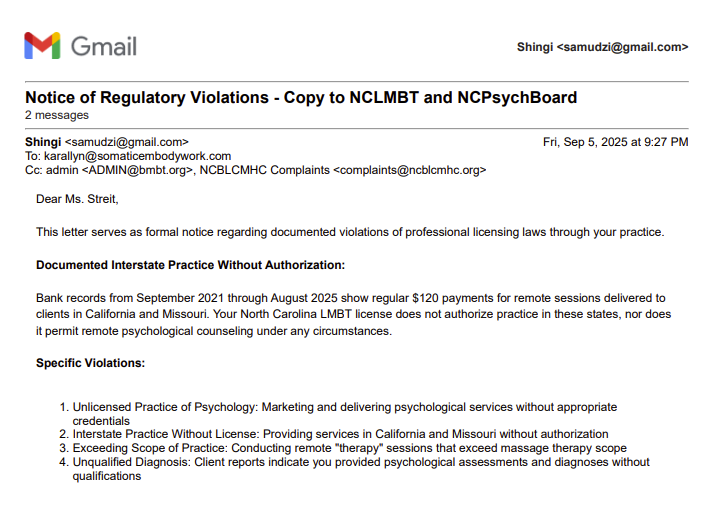 Gmail
Shingi <samudzi@gmail.com>
Notice of Regulatory Violations - Copy to NCLMBT and NCPsychBoard
2 messages
Shingi <samudzi@gmail.com>
Fri, Sep 5, 2025 at 9:27 PM
To: karallyn@somaticembodywork.com
Cc: admin <ADMIN@bmbt.org>, NCBLCMHC Complaints <complaints@ncblcmhc.org>
Dear Ms. Streit,
This letter serves as formal notice regarding documented violations of professional licensing laws through your practice.
Documented Interstate Practice Without Authorization:
Bank records from September 2021 through August 2025 show regular $120 payments for remote sessions delivered to
clients in California and Missouri. Your North Carolina LMBT license does not authorize practice in these states, nor does
it permit remote psychological counseling under any circumstances.
Specific Violations:
1. Unlicensed Practice of Psychology: Marketing and delivering psychological services without appropriate
credentials
2. Interstate Practice Without License: Providing services in California and Missouri without authorization
3. Exceeding Scope of Practice: Conducting remote "therapy" sessions that exceed massage therapy scope
4. Unqualified Diagnosis: Client reports indicate you provided psychological assessments and diagnoses without
qualifications